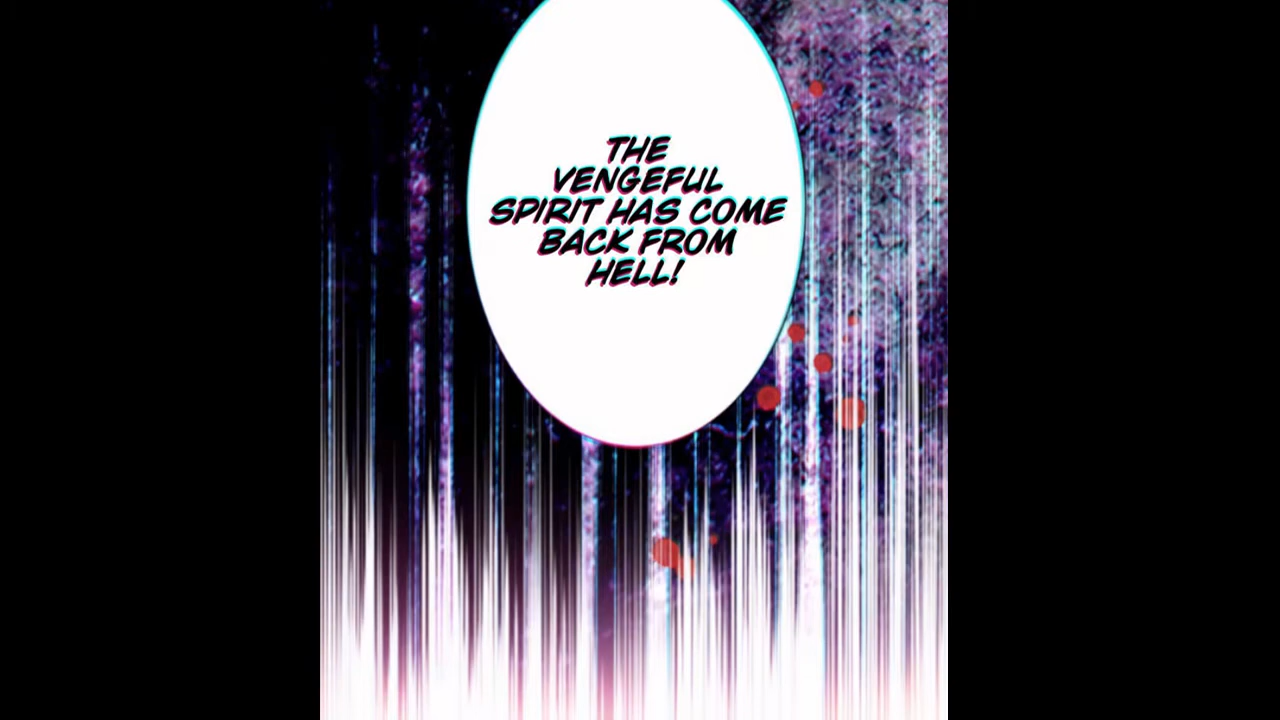 THE
VENGEFUL
SPIRIT HAS COME
BACK FROM
HELL!